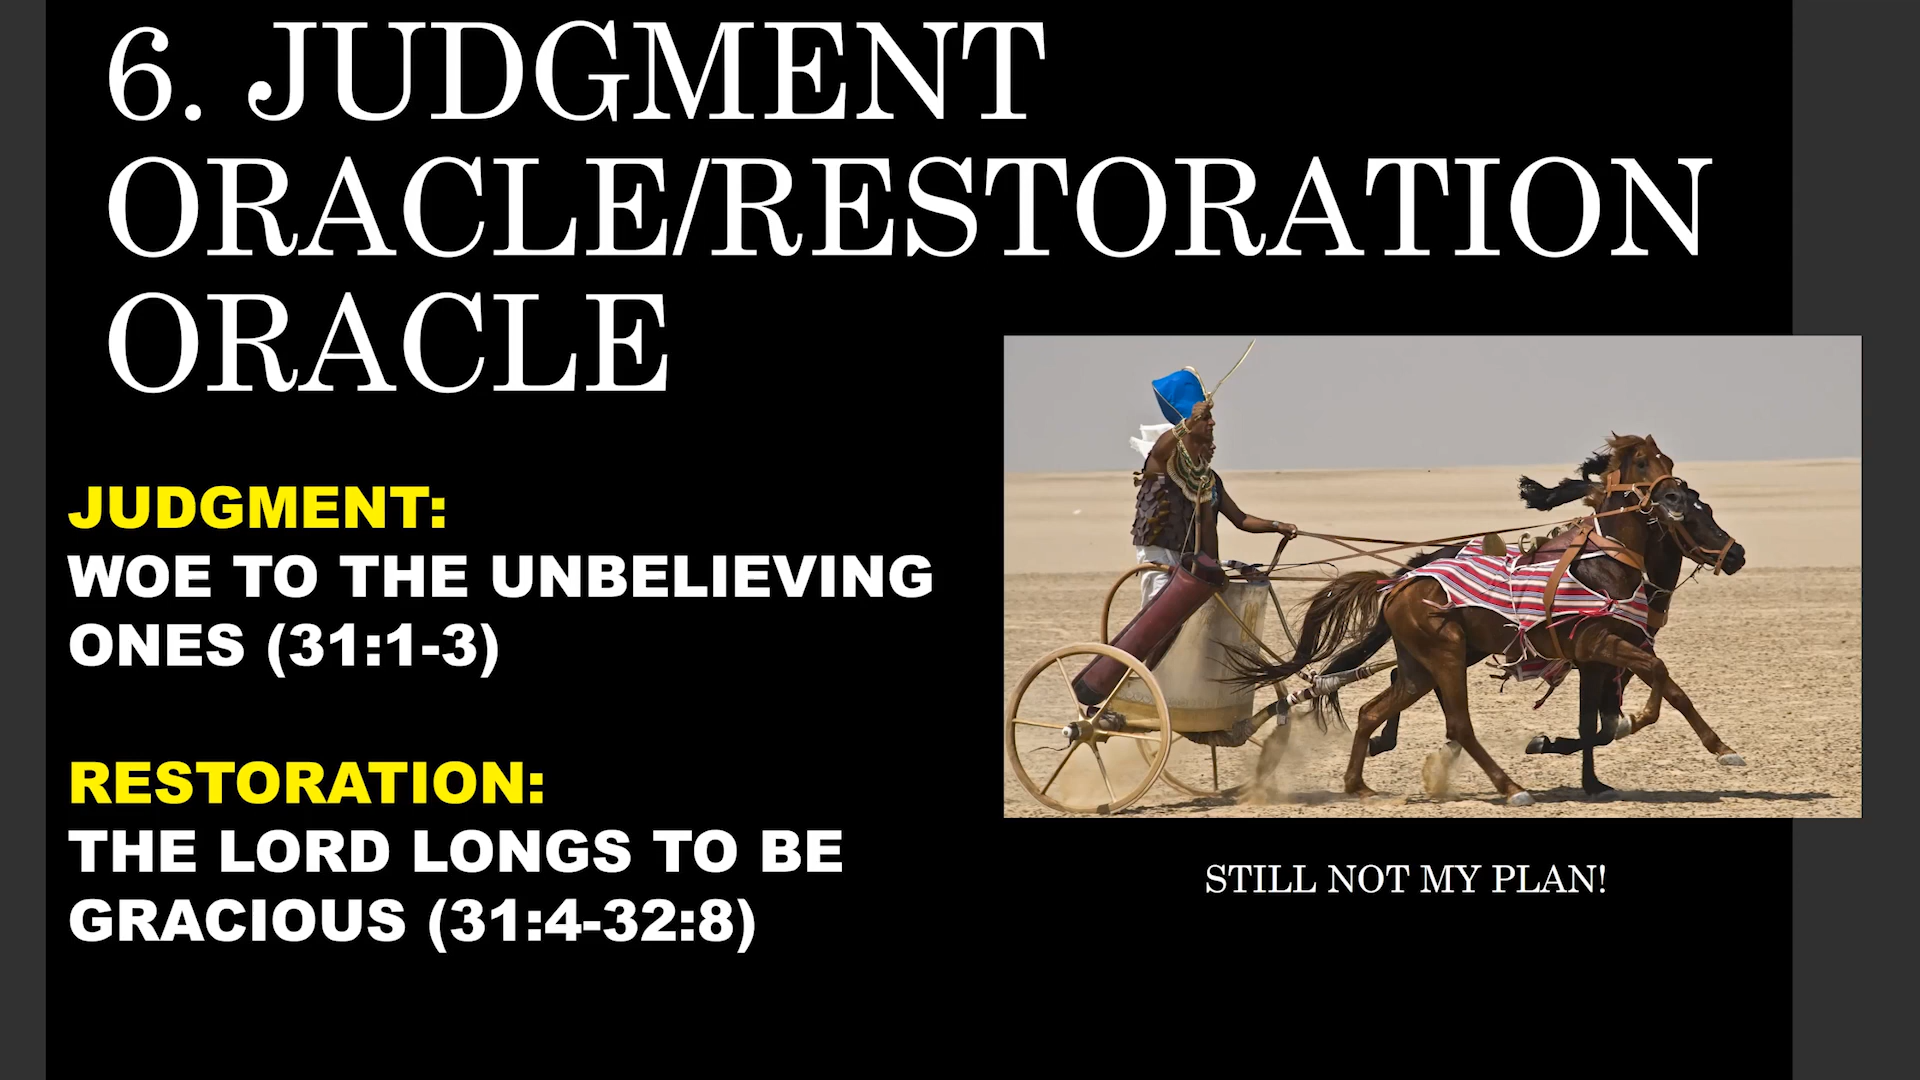 6. JUDGMENT
ORACLE/RESTORATION
ORACLE
JUDGMENT:
WOE TO THE UNBELIEVING
ONES (31:1-3)
RESTORATION:
THE LORD LONGS TO BE
GRACIOUS (31:4-32:8)
STILL NOT MY PLAN!